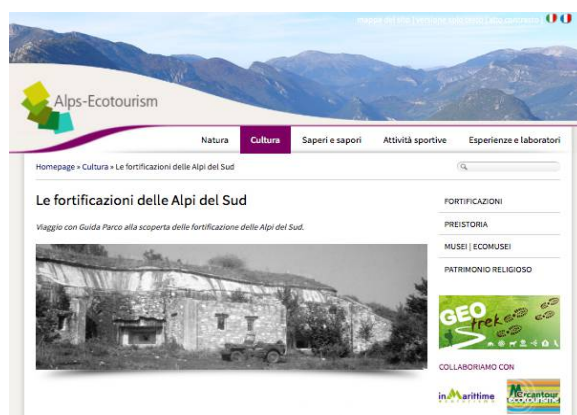 mappa del sito | versione solo testo | alto contrasto |
Alps-Ecotourism
Natura
Cultura
Saperi e sapori
Attività sportive
Esperienze e laboratori
Homepage » Cultura » Le fortificazioni delle Alpi del Sud
Le fortificazioni delle Alpi del Sud
Viaggio con Guida Parco alla scoperta delle fortificazione delle Alpi del Sud.
FORTIFICAZIONI
PREISTORIA
MUSEI | ECOMUSEI
PATRIMONIO RELIGIOSO
GEO
trek
COLLABORIAMO CON
inMarittime
Mercantour
ecotourisme